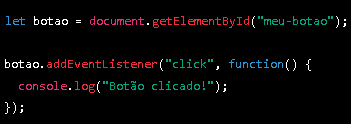 let botao = document.getElementById("meu-botao");
botao.addEventListener("click", function() {
console.log("Botão clicado!");
});